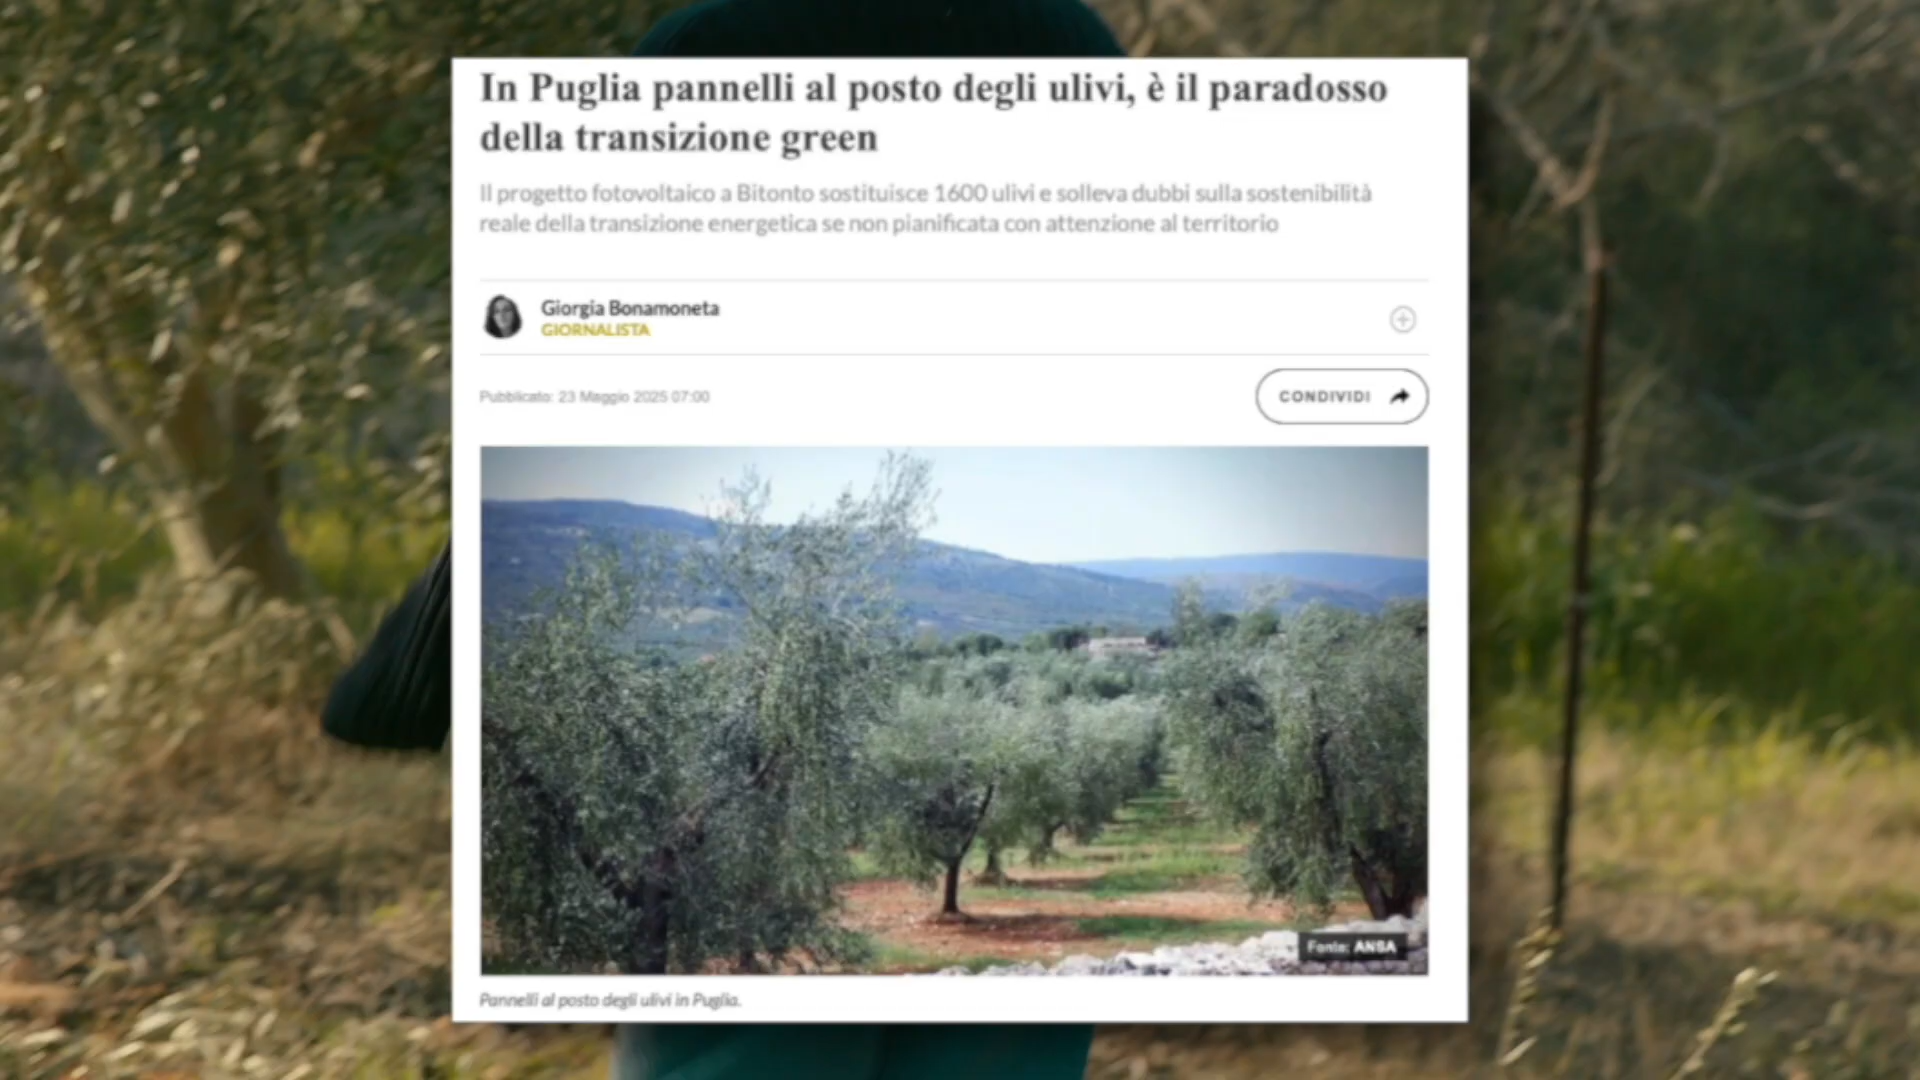 In Puglia pannelli al posto degli ulivi, è il paradosso
della transizione green
Il progetto fotovoltaico a Bitonto sostituisce 1600 ulivi e solleva dubbi sulla sostenibilità
reale della transizione energetica se non pianificata con attenzione al territorio
Giorgia Bonamoneta
GIORNALISTA
Pubblicato: 23 Maggio 2025 07:00
CONDIVIDI
Fonte: ANSA
Pannelli al posto degli ulivi in Puglia.